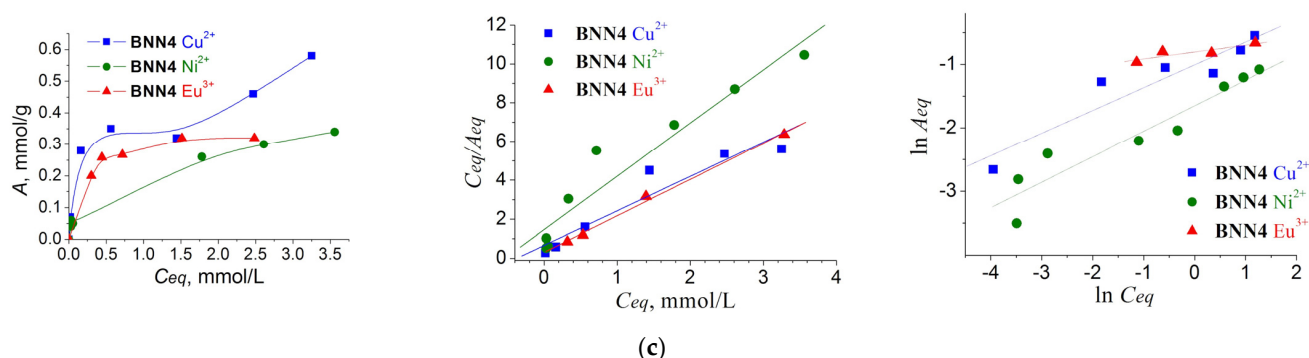 BNN4 Cu²⁺
BNN4 Ni²⁺
BNN4 Eu³⁺
A, mmol/g
0.6
0.5
0.4
0.3
0.2
0.1
0.0
0.0 0.5 1.0 1.5 2.0 2.5 3.0 3.5
Ceq, mmol/L
BNN4 Cu²⁺
BNN4 Ni²⁺
BNN4 Eu³⁺
Ceq/Aeq
12
10
8
6
4
2
0
0 1 2 3 4
Ceq, mmol/L
(c)
ln Aeq
-1
-2
-3
BNN4 Cu²⁺
BNN4 Ni²⁺
BNN4 Eu³⁺
-4 -3 -2 -1 0 1 2
ln Ceq